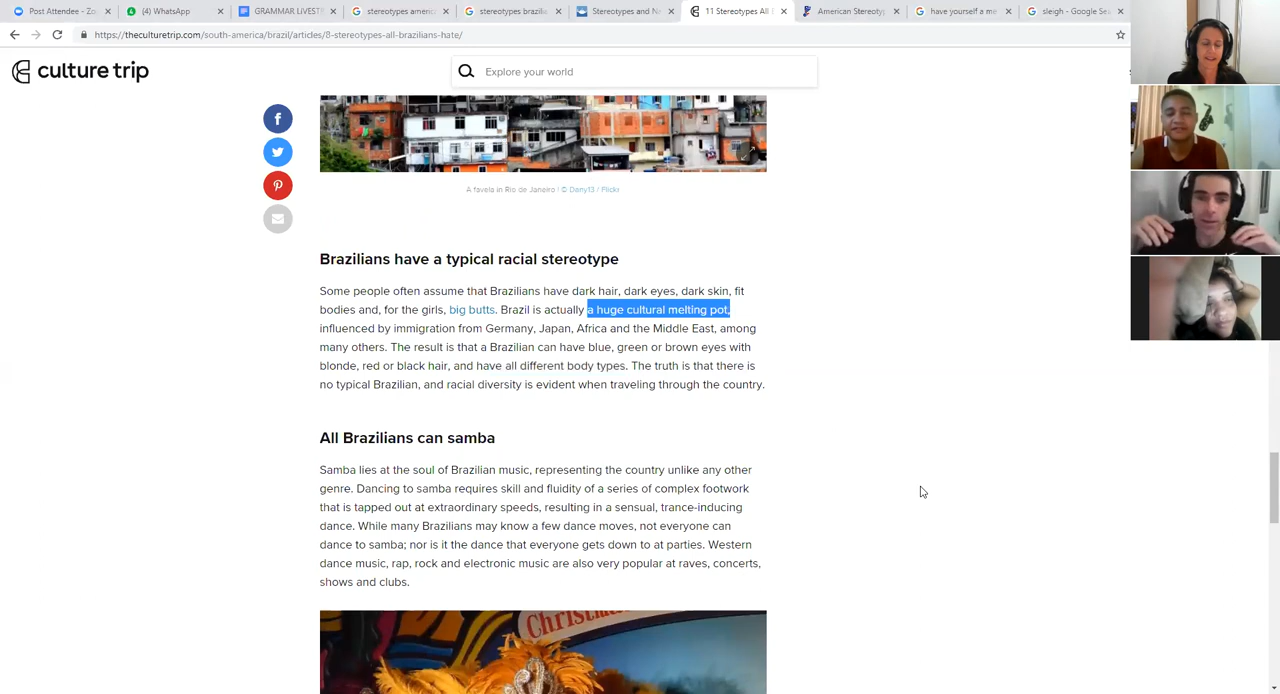 Post Attendee - Zo
(4) WhatsApp
GRAMMAR LIVEST
stereotypes americ
stereotypes brazilia
Stereotypes and Na
11 Stereotypes All B
American Stereotyp
have yourself a me
sleigh - Google Sea
https://theculturetrip.com/south-america/brazil/articles/8-stereotypes-all-brazilians-hate/
culture trip
Explore your world
A favela in Rio de Janeiro | © Dany13 / Flickr
Brazilians have a typical racial stereotype
Some people often assume that Brazilians have dark hair, dark eyes, dark skin, fit
bodies and, for the girls, big butts. Brazil is actually a huge cultural melting pot,
influenced by immigration from Germany, Japan, Africa and the Middle East, among
many others. The result is that a Brazilian can have blue, green or brown eyes with
blonde, red or black hair, and have all different body types. The truth is that there is
no typical Brazilian, and racial diversity is evident when traveling through the country.
All Brazilians can samba
Samba lies at the soul of Brazilian music, representing the country unlike any other
genre. Dancing to samba requires skill and fluidity of a series of complex footwork
that is tapped out at extraordinary speeds, resulting in a sensual, trance-inducing
dance. While many Brazilians may know a few dance moves, not everyone can
dance to samba; nor is it the dance that everyone gets down to at parties. Western
dance music, rap, rock and electronic music are also very popular at raves, concerts,
shows and clubs.
Christm